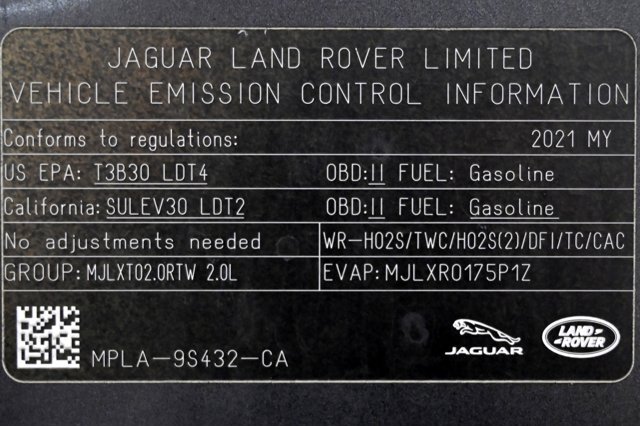 JAGUAR LAND ROVER LIMITED
VEHICLE EMISSION CONTROL INFORMATION
Conforms to regulations: 2021 MY
US EPA: T3B30 LDT4 OBD:II FUEL: Gasoline
California: SULEV30 LDT2 OBD:II FUEL: Gasoline
No adjustments needed WR-HO2S/TWC/HO2S(2)/DFI/TC/CAC
GROUP: MJLXT02.0RTW 2.0L EVAP: MJLXR0175P1Z
MPLA-9S432-CA
JAGUAR
LAND-
-ROVER